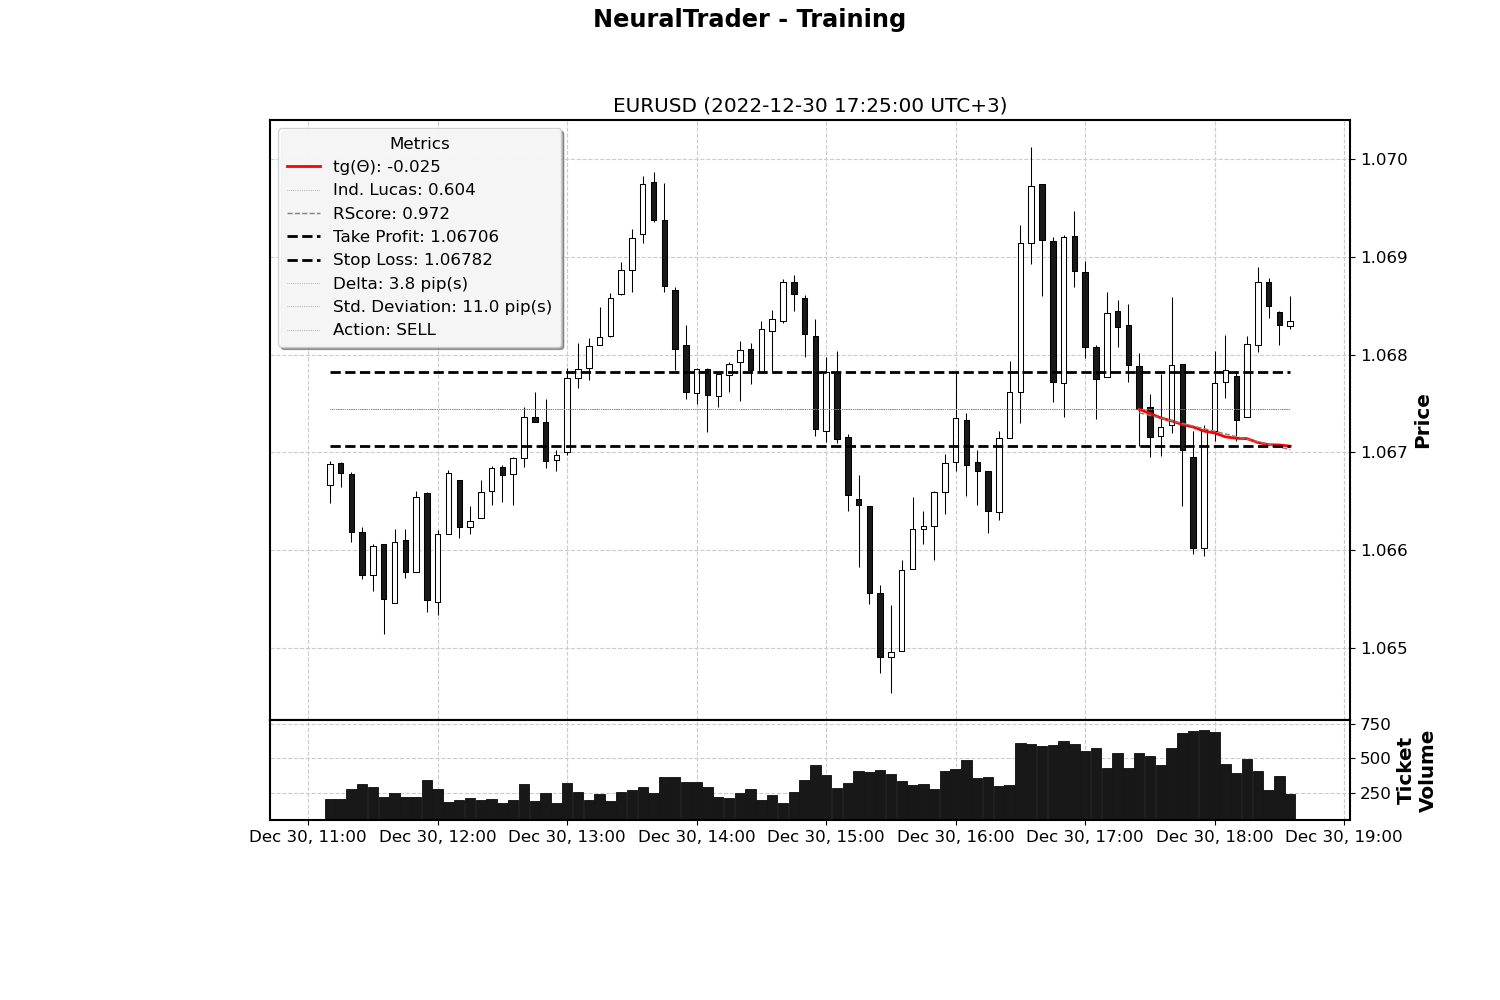 NeuralTrader - Training
EURUSD (2022-12-30 17:25:00 UTC+3)
Metrics
tg(Θ): -0.025
Ind. Lucas: 0.604
RScore: 0.972
Take Profit: 1.06706
Stop Loss: 1.06782
Delta: 3.8 pip(s)
Std. Deviation: 11.0 pip(s)
Action: SELL
1.070
1.069
1.068
1.067
1.066
1.065
Price
750
500
250
Ticket
Volume
Dec 30, 11:00 Dec 30, 12:00 Dec 30, 13:00 Dec 30, 14:00 Dec 30, 15:00 Dec 30, 16:00 Dec 30, 17:00 Dec 30, 18:00 Dec 30, 19:00